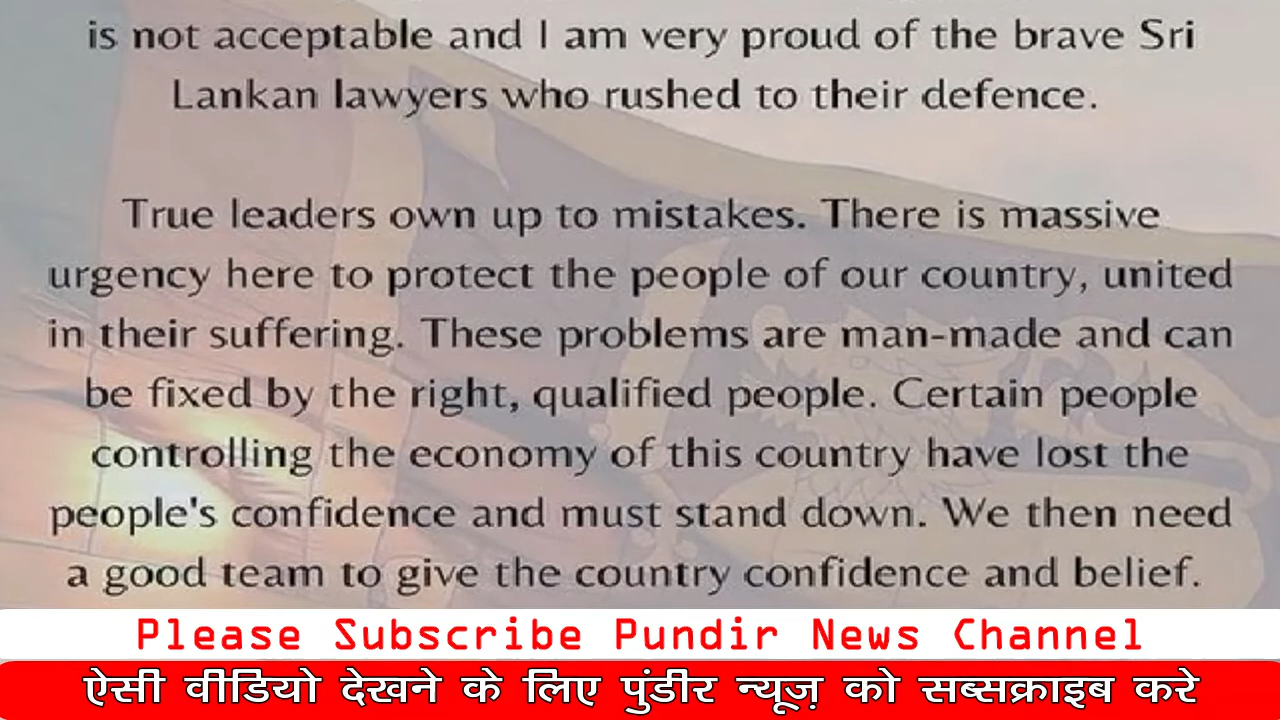 is not acceptable and I am very proud of the brave Sri
Lankan lawyers who rushed to their defence.
True leaders own up to mistakes. There is massive
urgency here to protect the people of our country, united
in their suffering. These problems are man-made and can
be fixed by the right, qualified people. Certain people
controlling the economy of this country have lost the
people's confidence and must stand down. We then need
a good team to give the country confidence and belief.
Please Subscribe Pundir News Channel
ऐसी वीडियो देखने के लिए पुंडीर न्यूज़ को सब्सक्राइब करे